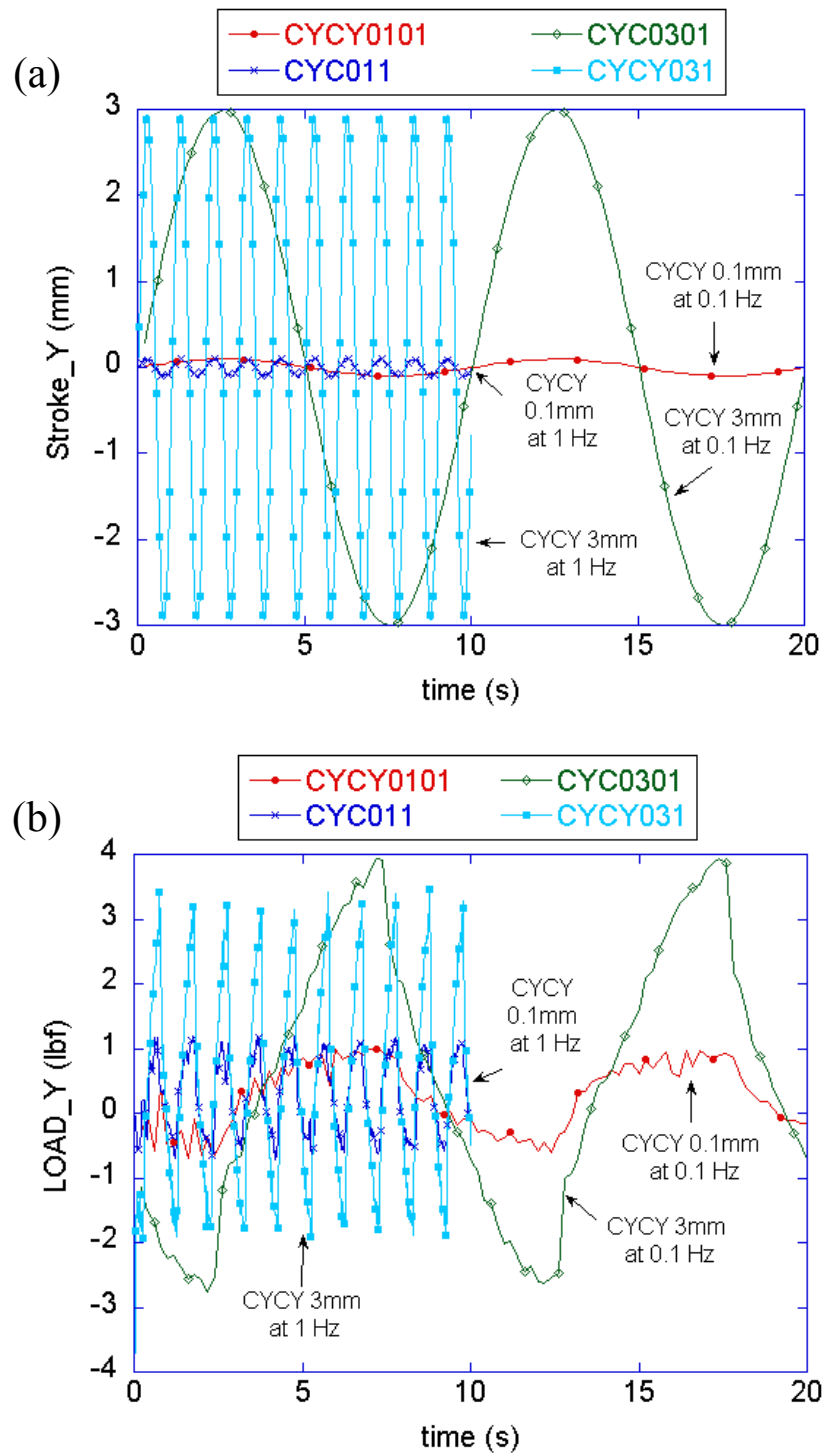 (a)
CYCY0101 CYC0301
CYC011 CYCY031
3
2
1
0
-1
-2
-3
Stroke_Y (mm)
CYCY 0.1mm
at 0.1 Hz
CYCY
0.1mm
at 1 Hz
CYCY 3mm
at 0.1 Hz
CYCY 3mm
at 1 Hz
0 5 10 15 20
time (s)
(b)
CYCY0101 CYC0301
CYC011 CYCY031
4
3
2
1
0
-1
-2
-3
-4
LOAD_Y (lbf)
CYCY
0.1mm
at 1 Hz
CYCY 0.1mm
at 0.1 Hz
CYCY 3mm
at 0.1 Hz
CYCY 3mm
at 1 Hz
0 5 10 15 20
time (s)